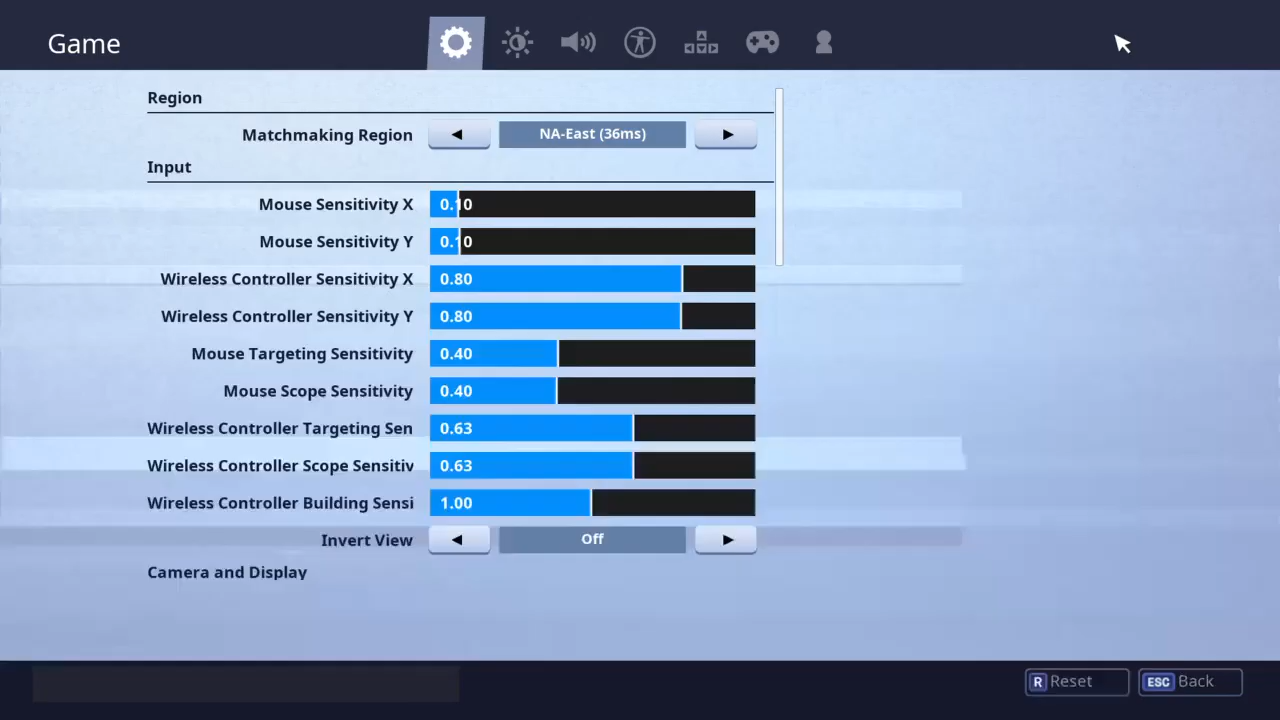 Game
Region
Matchmaking Region ◄ NA-East (36ms) ►
Input
Mouse Sensitivity X 0.10
Mouse Sensitivity Y 0.10
Wireless Controller Sensitivity X 0.80
Wireless Controller Sensitivity Y 0.80
Mouse Targeting Sensitivity 0.40
Mouse Scope Sensitivity 0.40
Wireless Controller Targeting Sen 0.63
Wireless Controller Scope Sensitiv 0.63
Wireless Controller Building Sensi 1.00
Invert View ◄ Off ►
Camera and Display
R Reset ESC Back